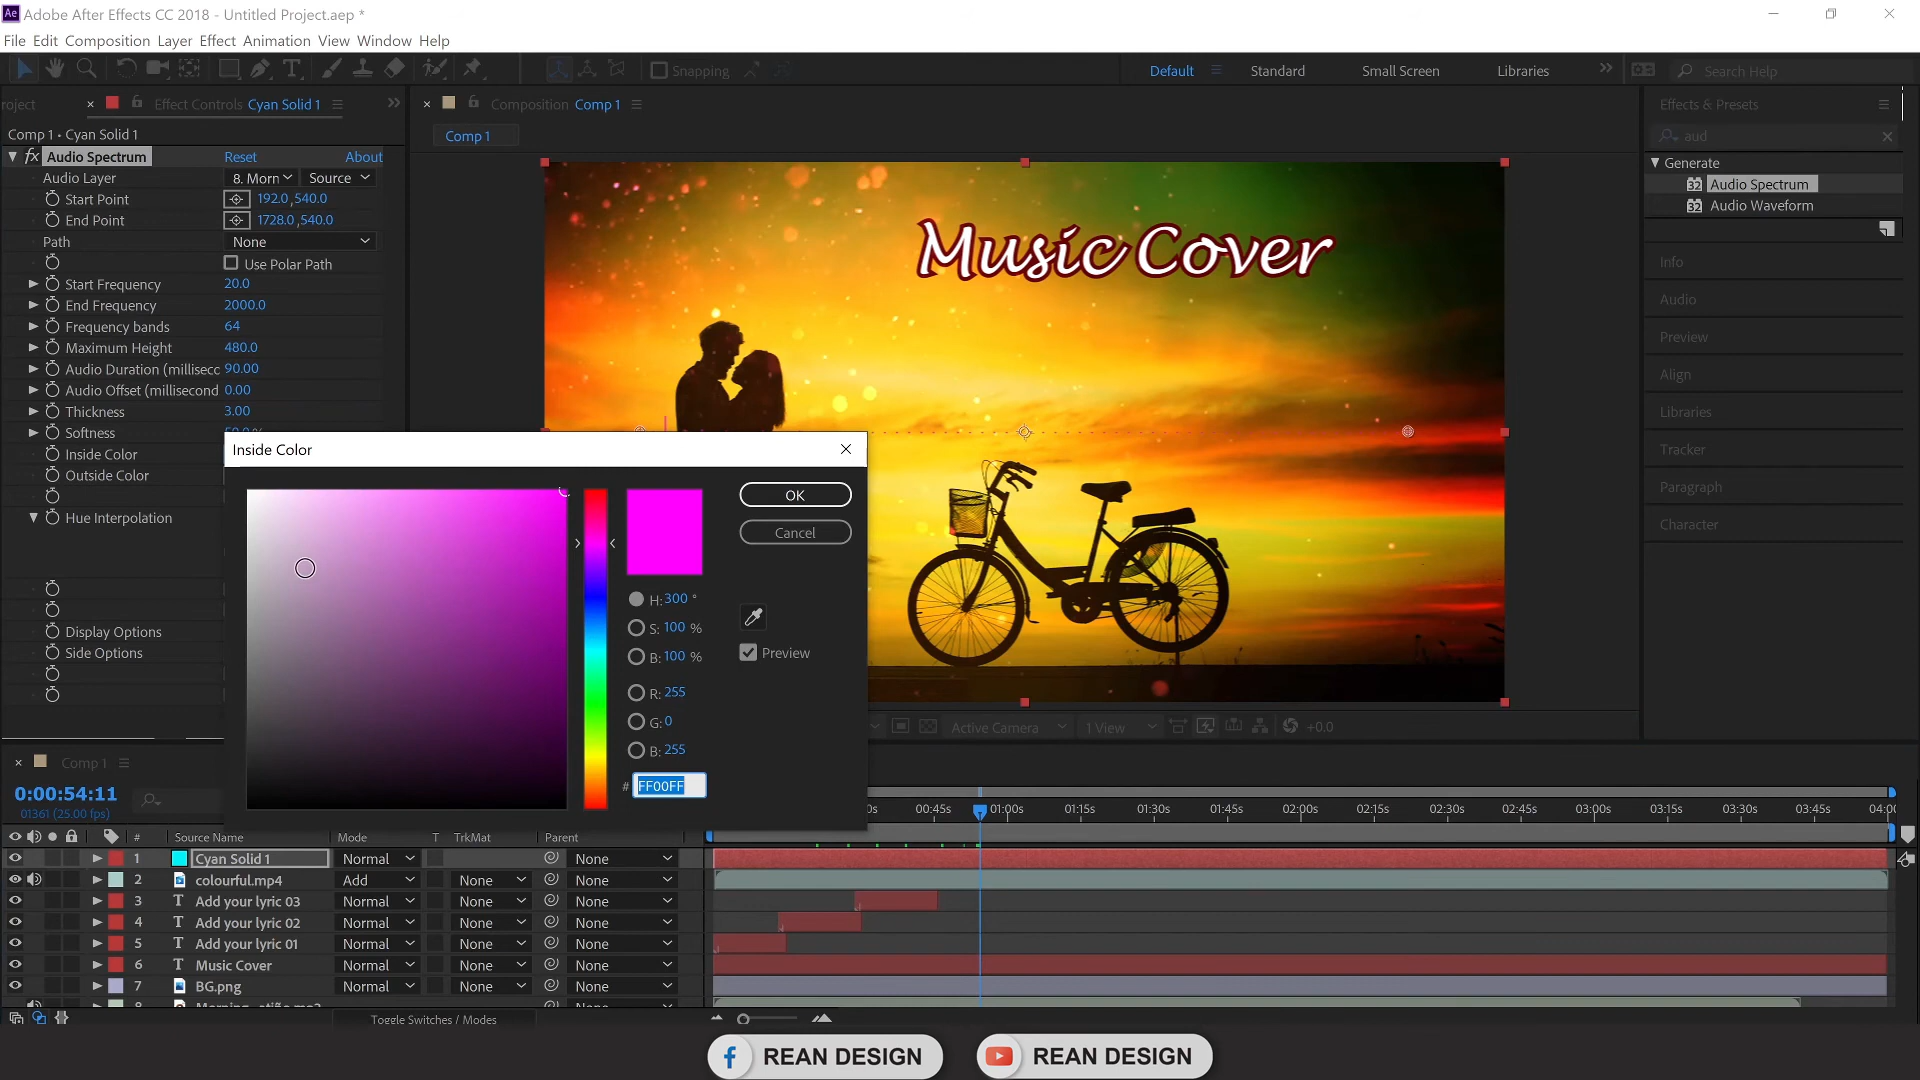 Ae Adobe After Effects CC 2018 - Untitled Project.aep *
File Edit Composition Layer Effect Animation View Window Help
Snapping
Default
Standard
Small Screen
Libraries
Search Help
roject
Effect Controls Cyan Solid 1
Composition Comp 1
Effects & Presets
Comp 1 • Cyan Solid 1
Comp 1
aud
fx Audio Spectrum Reset About
Generate
Audio Layer 8. Morn Source
32 Audio Spectrum
Start Point 192.0,540.0
32 Audio Waveform
End Point 1728.0,540.0
Path None
Use Polar Path
Start Frequency 20.0
End Frequency 2000.0
Frequency bands 64
Maximum Height 480.0
Audio Duration (millisec 90.00
Audio Offset (millisecond 0.00
Thickness 3.00
Softness 50.0 %
Inside Color
Outside Color
Hue Interpolation
Display Options
Side Options
Music Cover
Info
Audio
Preview
Align
Libraries
Tracker
Paragraph
Character
Inside Color
OK
Cancel
H: 300 °
S: 100 %
B: 100 %
Preview
R: 255
G: 0
B: 255
# FF00FF
Active Camera
1 View
+0.0
Comp 1
0:00:54:11
01361 (25.00 fps)
0s 00:45s 01:00s 01:15s 01:30s 01:45s 02:00s 02:15s 02:30s 02:45s 03:00s 03:15s 03:30s 03:45s 04:00
# Source Name Mode T TrkMat Parent
1 Cyan Solid 1 Normal None
2 colourful.mp4 Add None None
3 T Add your lyric 03 Normal None None
4 T Add your lyric 02 Normal None None
5 T Add your lyric 01 Normal None None
6 T Music Cover Normal None None
7 BG.png Normal None None
Toggle Switches / Modes
REAN DESIGN
REAN DESIGN